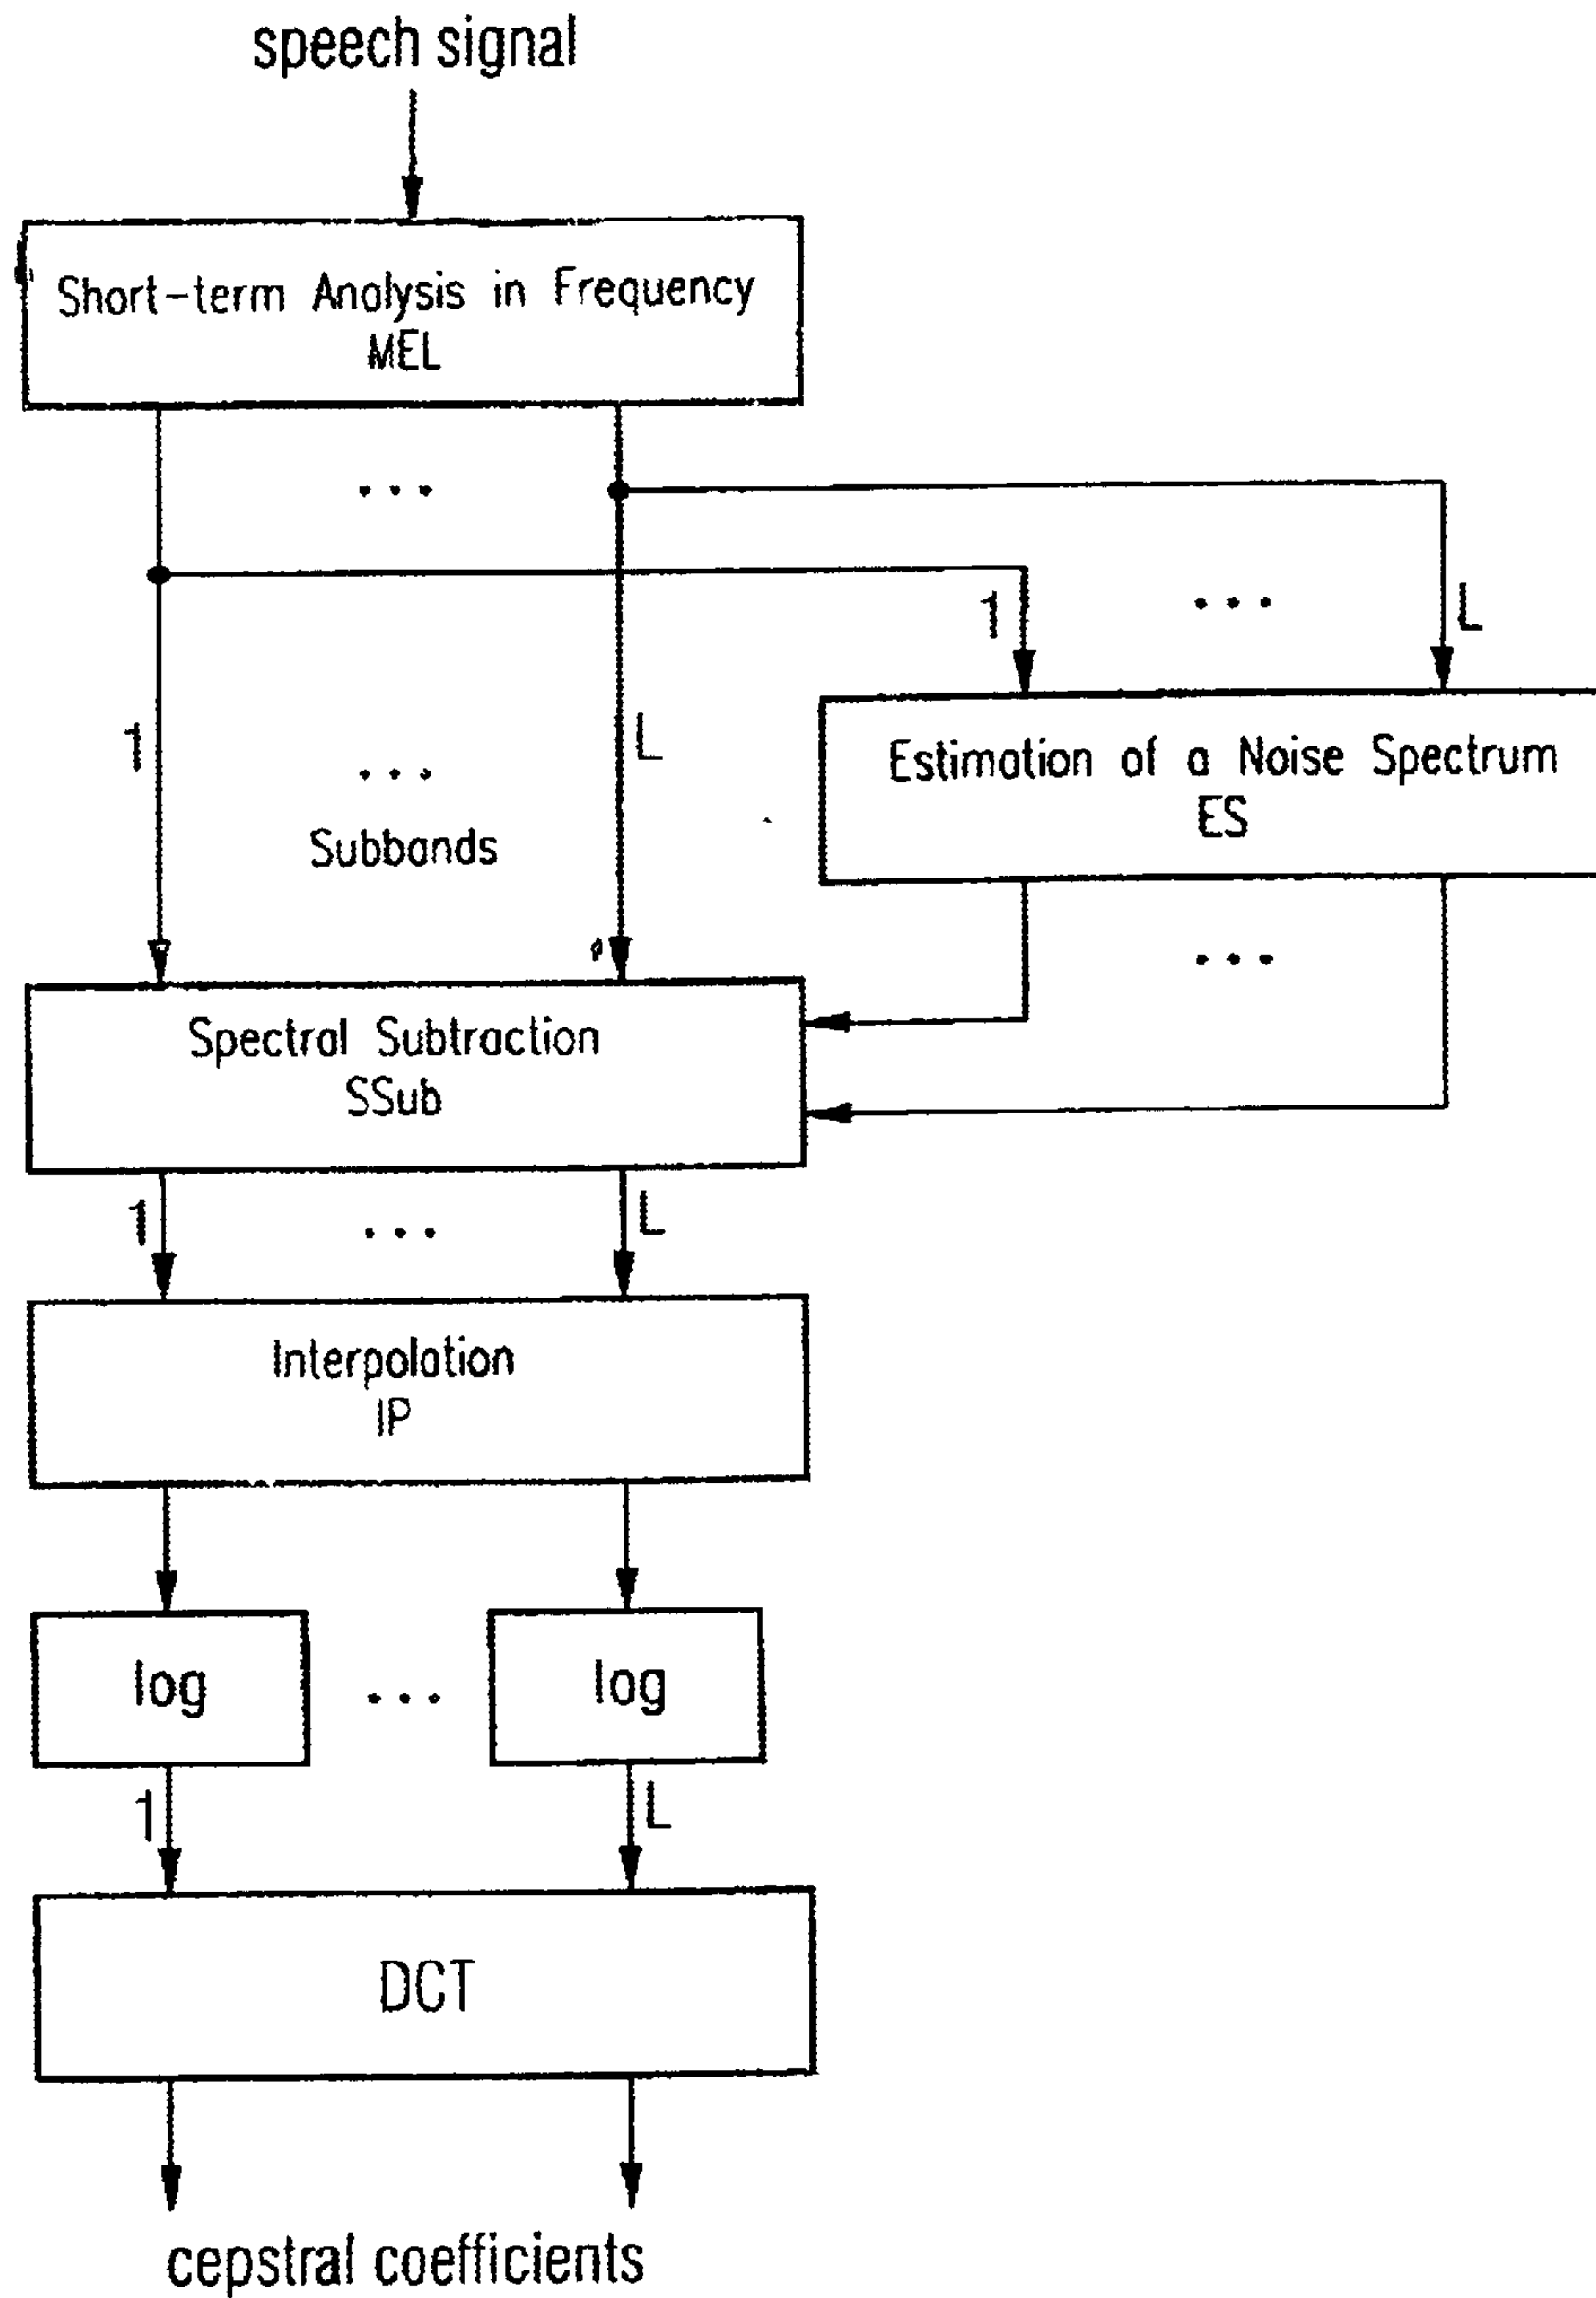 speech signal
Short-term Analysis in Frequency
MEL
...
1
...
L
1
...
L
Subbands
Estimation of a Noise Spectrum
ES
...
Spectral Subtraction
SSub
1
...
L
Interpolation
IP
log
...
log
1
L
DCT
cepstral coefficients